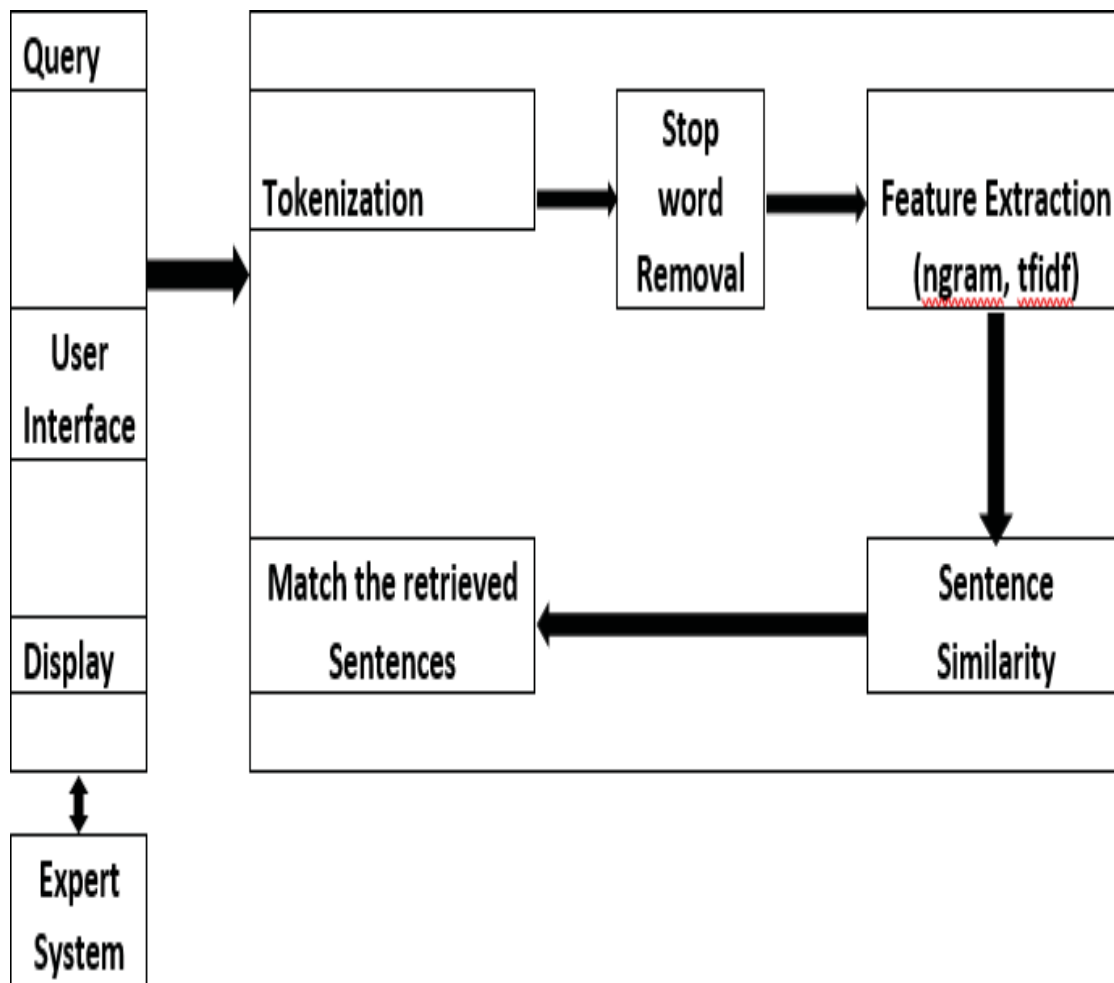 Query
User
Interface
Display
Expert
System
Tokenization
Stop
word
Removal
Feature Extraction
(ngram, tfidf)
Sentence
Similarity
Match the retrieved
Sentences